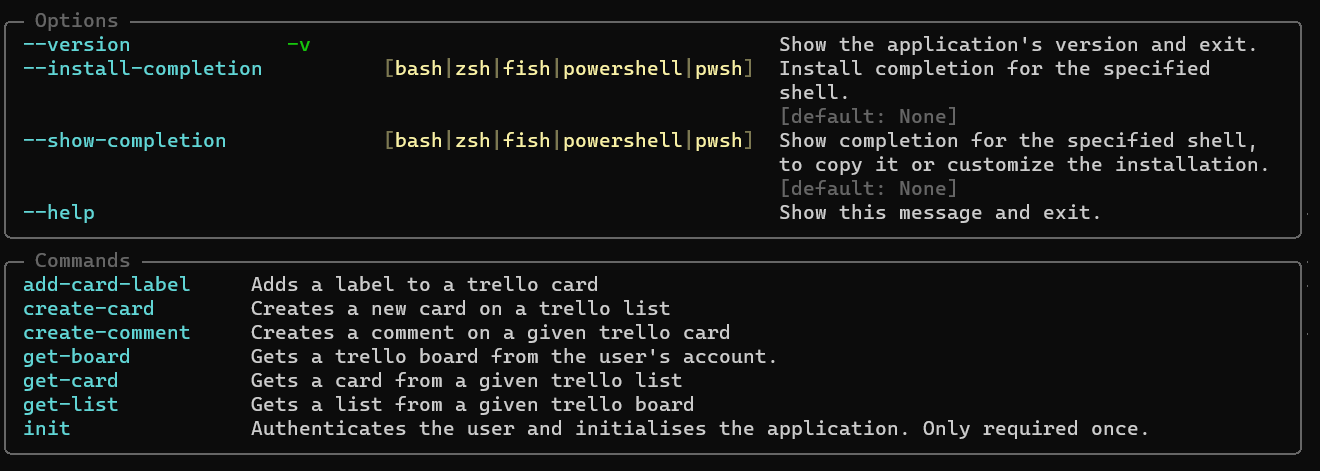 Options
--version -v Show the application's version and exit.
--install-completion [bash|zsh|fish|powershell|pwsh] Install completion for the specified
shell.
[default: None]
--show-completion [bash|zsh|fish|powershell|pwsh] Show completion for the specified shell,
to copy it or customize the installation.
[default: None]
--help Show this message and exit.
Commands
add-card-label Adds a label to a trello card
create-card Creates a new card on a trello list
create-comment Creates a comment on a given trello card
get-board Gets a trello board from the user's account.
get-card Gets a card from a given trello list
get-list Gets a list from a given trello board
init Authenticates the user and initialises the application. Only required once.